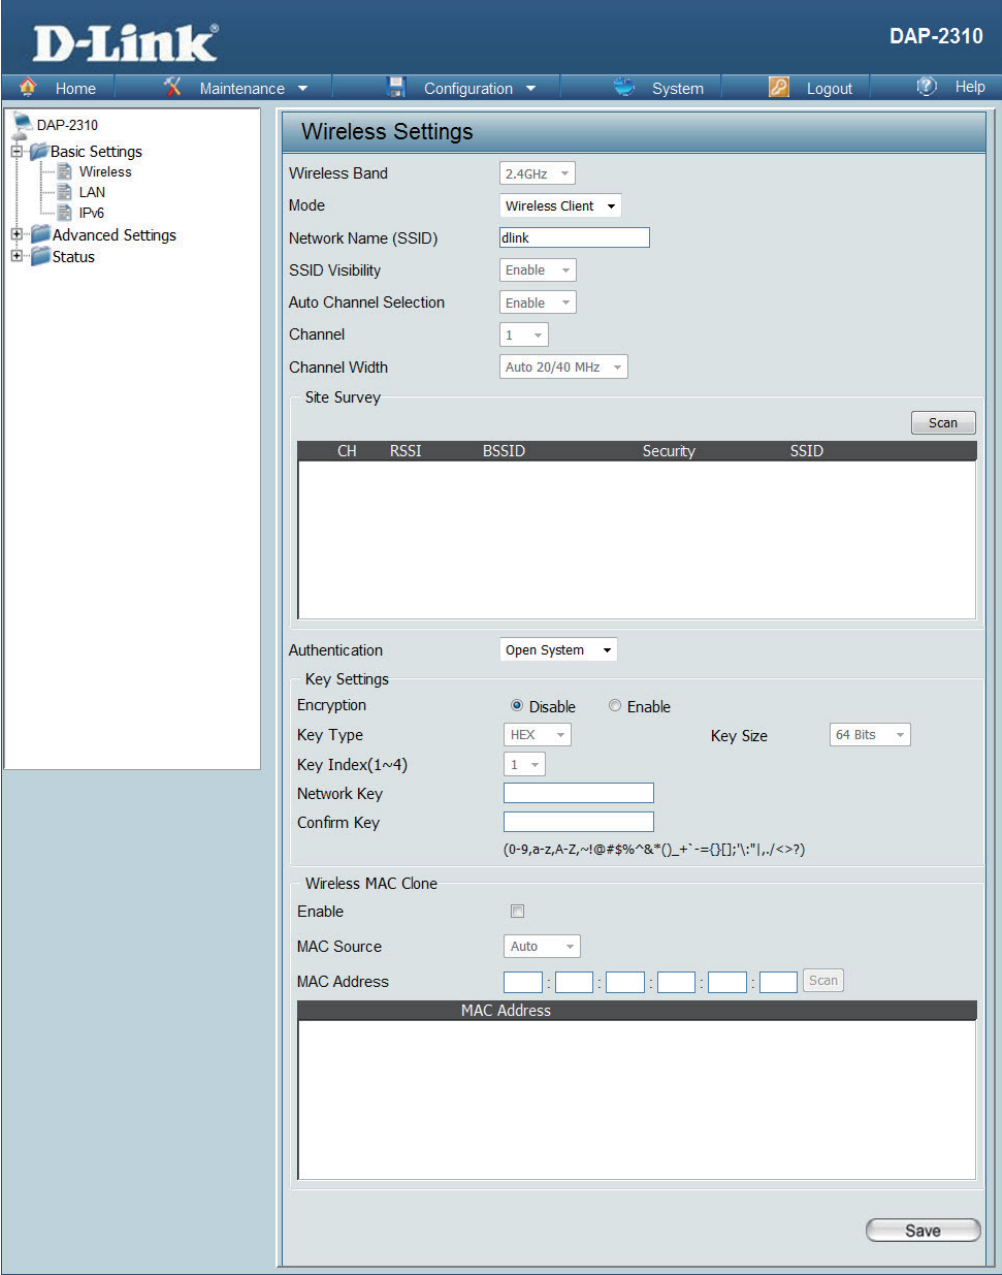 D-Link
DAP-2310
Home Maintenance Configuration System Logout Help
DAP-2310
Basic Settings
Wireless
LAN
IPv6
Advanced Settings
Status
Wireless Settings
Wireless Band 2.4GHz
Mode Wireless Client
Network Name (SSID) dlink
SSID Visibility Enable
Auto Channel Selection Enable
Channel 1
Channel Width Auto 20/40 MHz
Site Survey
Scan
CH RSSI BSSID Security SSID
Authentication Open System
Key Settings
Encryption Disable Enable
Key Type HEX Key Size 64 Bits
Key Index(1~4) 1
Network Key
Confirm Key
(0-9,a-z,A-Z,~!@#$%^&*()_+`-={}[];'\:"|,./<>?)
Wireless MAC Clone
Enable
MAC Source Auto
MAC Address : : : : : Scan
MAC Address
Save